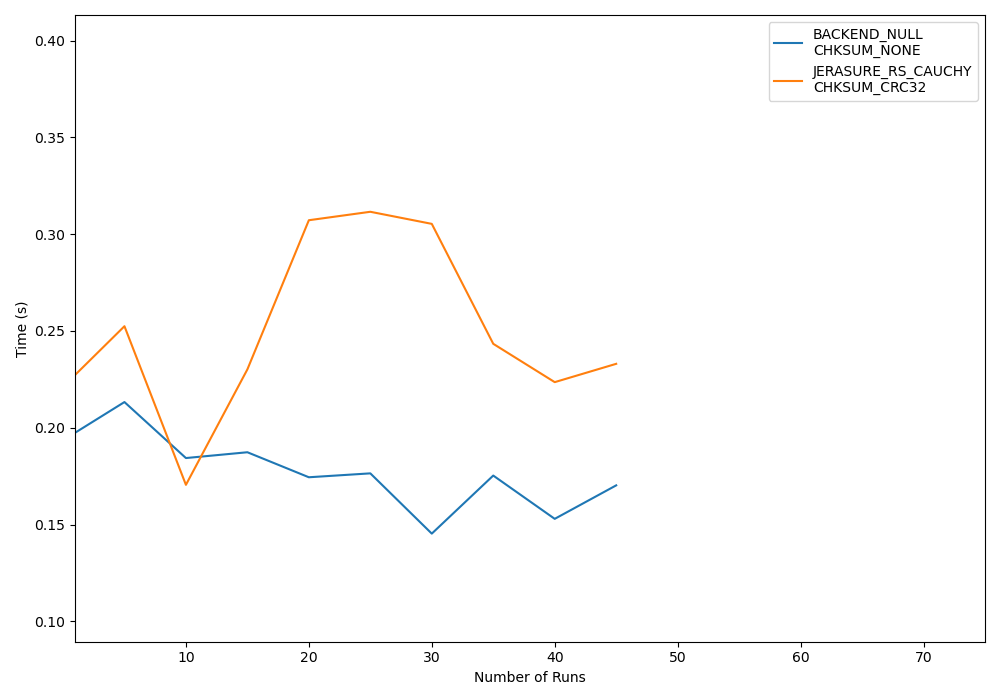 BACKEND_NULL
CHKSUM_NONE
JERASURE_RS_CAUCHY
CHKSUM_CRC32
0.40
0.35
0.30
0.25
0.20
0.15
0.10
Time (s)
10 20 30 40 50 60 70
Number of Runs